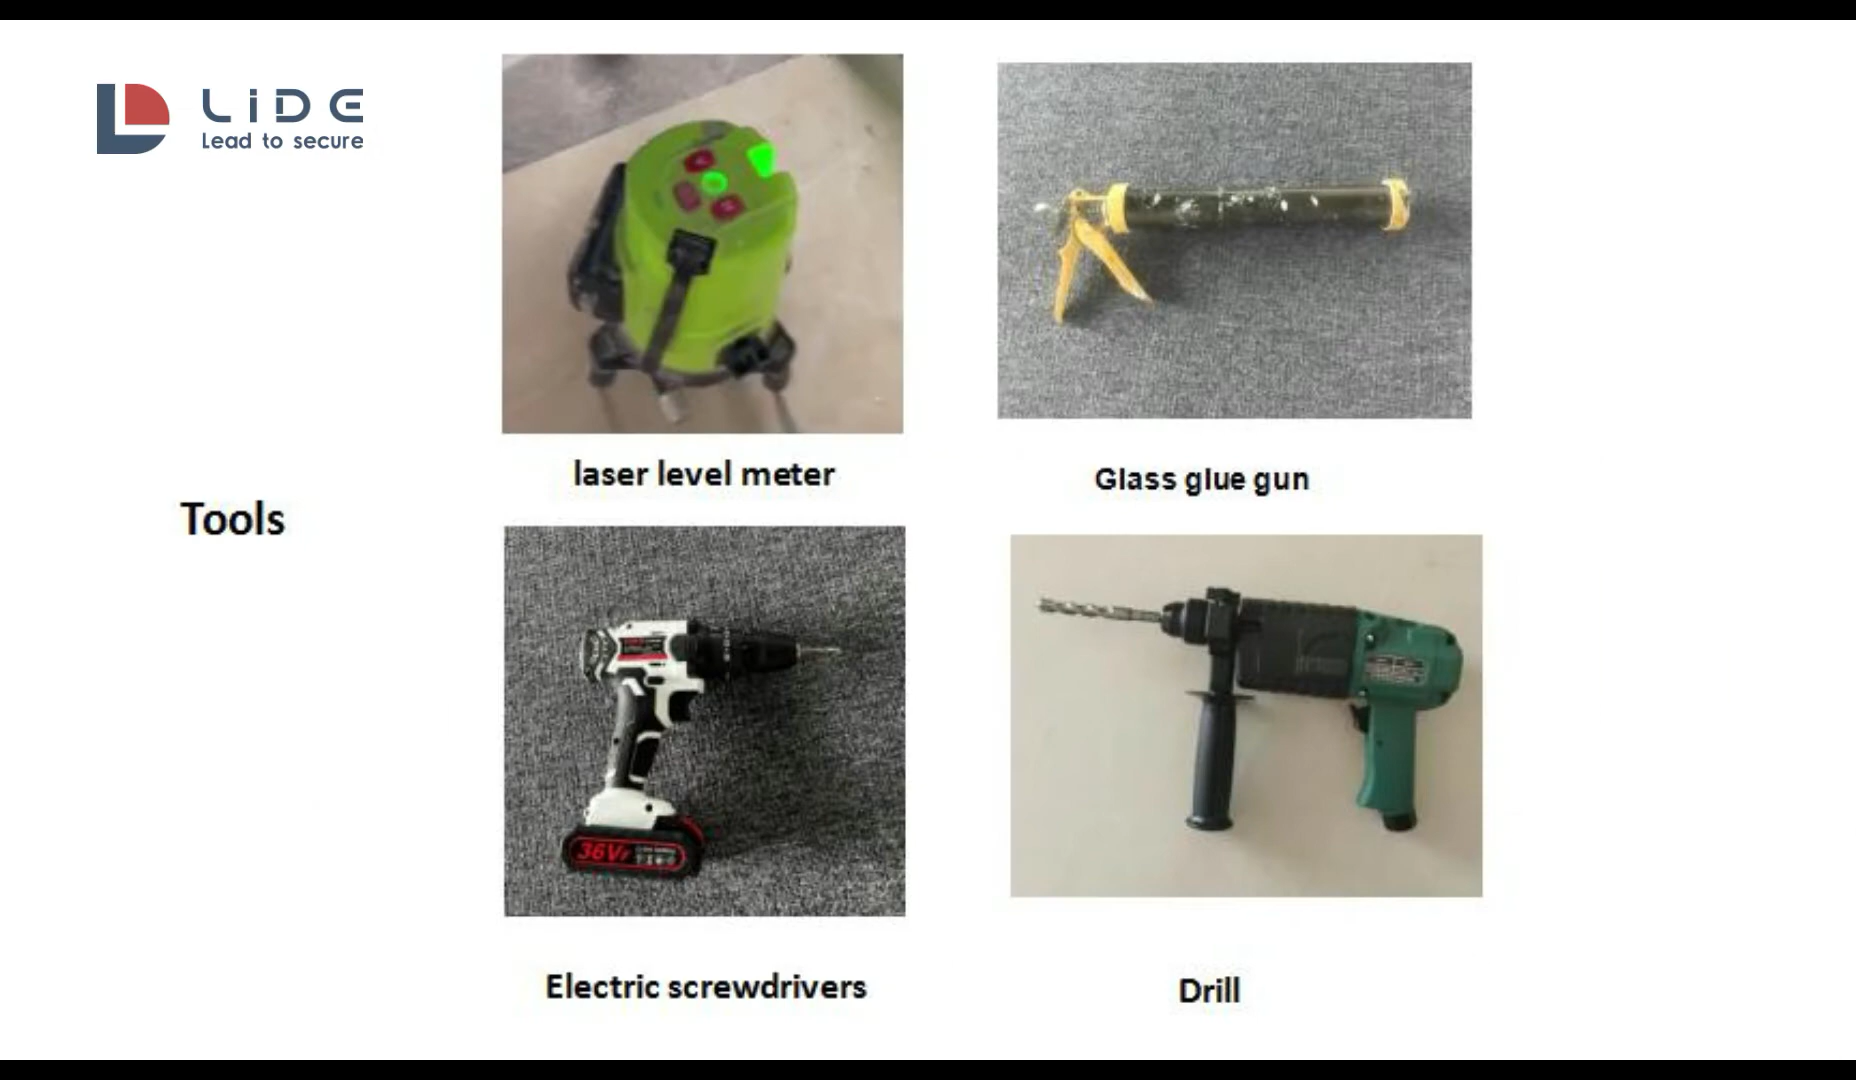 LiDE
Lead to secure
laser level meter
Glass glue gun
Tools
36V
Electric screwdrivers
Drill